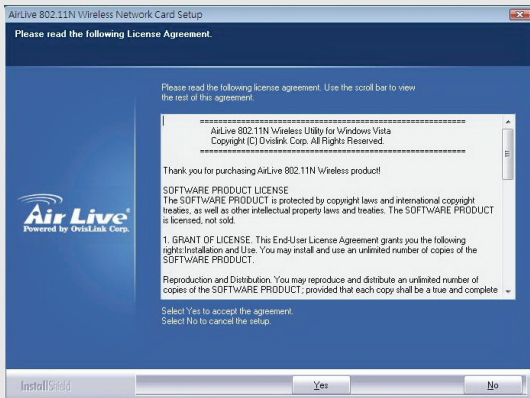 AirLive 802.11N Wireless Network Card Setup
Please read the following License Agreement.
Please read the following license agreement. Use the scroll bar to view
the rest of this agreement.
========================================================
AirLive 802.11N Wireless Utility for Windows Vista
Copyright (C) Ovislink Corp. All Rights Reserved.
========================================================
Thank you for purchasing AirLive 802.11N Wireless product!
SOFTWARE PRODUCT LICENSE
The SOFTWARE PRODUCT is protected by copyright laws and international copyright
treaties, as well as other intellectual property laws and treaties. The SOFTWARE PRODUCT
is licensed, not sold.
1. GRANT OF LICENSE. This End-User License Agreement grants you the following
rights:Installation and Use. You may install and use an unlimited number of copies of the
SOFTWARE PRODUCT.
Reproduction and Distribution. You may reproduce and distribute an unlimited number of
copies of the SOFTWARE PRODUCT; provided that each copy shall be a true and complete
Air Live®
Powered by OvisLink Corp.
Select Yes to accept the agreement.
Select No to cancel the setup.
InstallShield
Yes
No